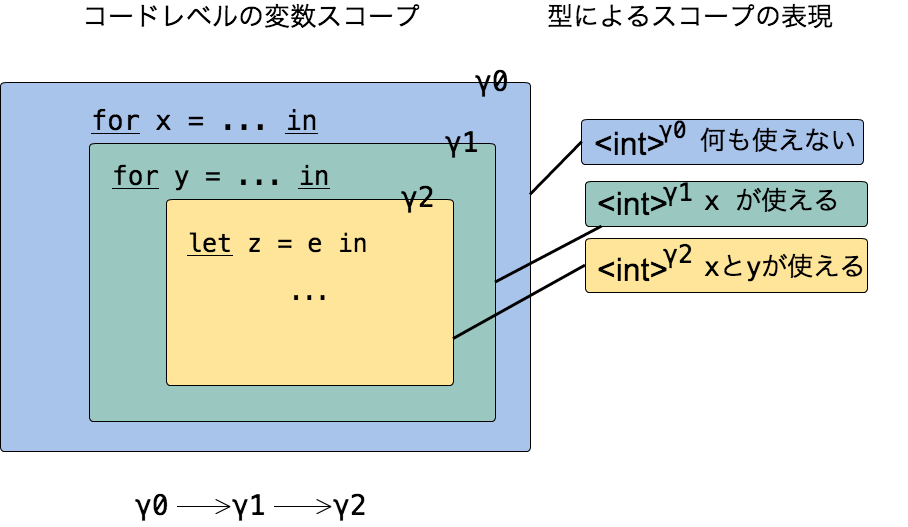 コードレベルの変数スコープ
型によるスコープの表現
γ0
for x = ... in
γ1
for y = ... in
γ2
let z = e in
...
<int>γ0 何も使えない
<int>γ1 x が使える
<int>γ2 xとyが使える
γ0 → γ1 → γ2